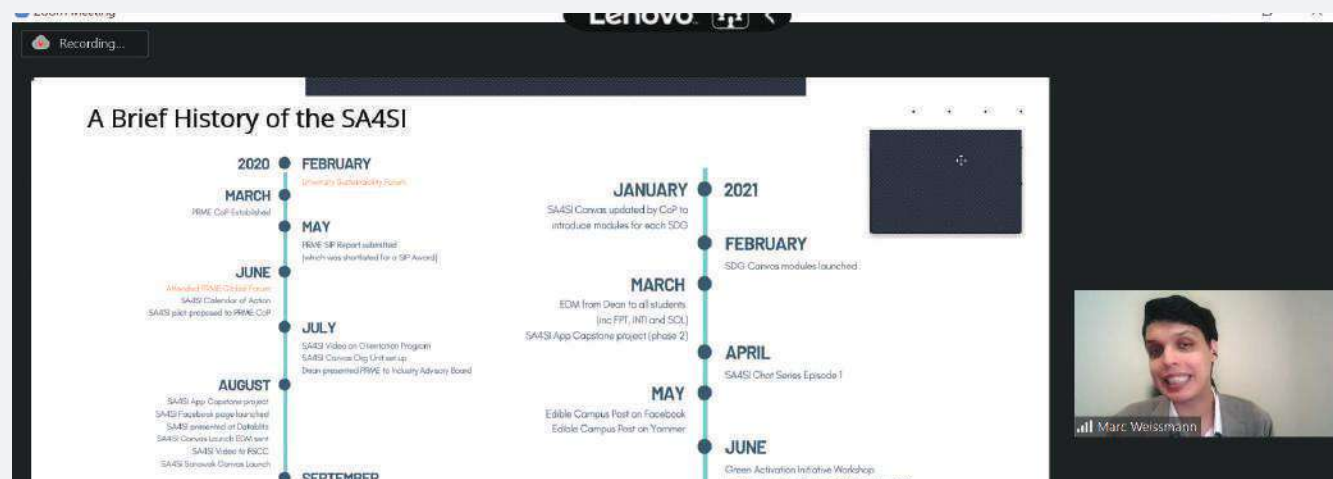 Zoom Meeting
Lenovo
Recording...
A Brief History of the SA4SI
2020
FEBRUARY
University Sustainability Forum
MARCH
PRME CoP Established
MAY
PRME SIP Report submitted
(which was shortlisted for a SIP Award)
JUNE
Attended PRME Global Forum
SA4SI Calendar of Action
SA4SI pilot proposed to PRME CoP
JULY
SA4SI Video on Orientation Program
SA4SI Canvas Org Unit set up
Dean presented PRME to Industry Advisory Board
AUGUST
SA4SI App Capstone project
SA4SI Facebook page launched
SA4SI presented at Databits
SA4SI Canvas Launch EDM sent
SA4SI Video to FSCC
SA4SI Sarawak Canvas Launch
SEPTEMBER
JANUARY
2021
SA4SI Canvas updated by CoP to
introduce modules for each SDG
FEBRUARY
SDG Canvas modules launched
MARCH
EDM from Dean to all students
(inc FPT, INTI and SOL)
SA4SI App Capstone project (phase 2)
APRIL
SA4SI Chat Series Episode 1
MAY
Edible Campus Post on Facebook
Edible Campus Post on Yammer
JUNE
Green Activation Initiative Workshop
Marc Weissmann